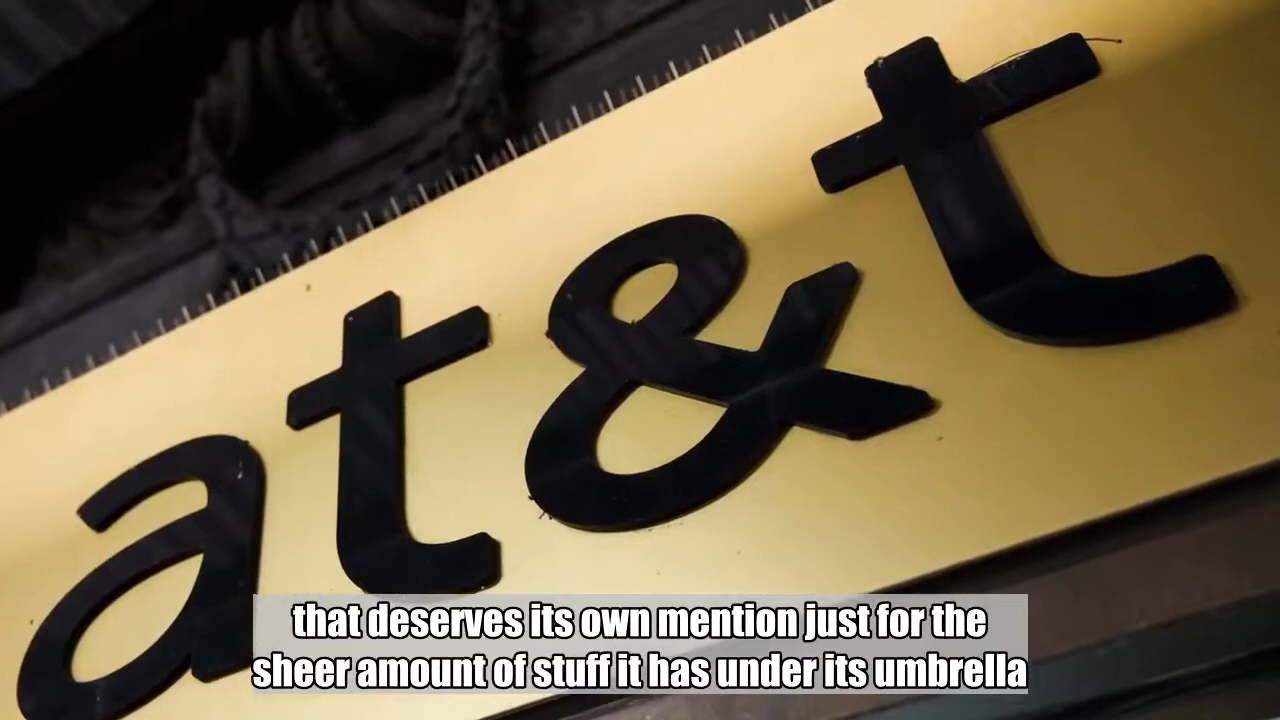 at&t
that deserves its own mention just for the
sheer amount of stuff it has under its umbrella